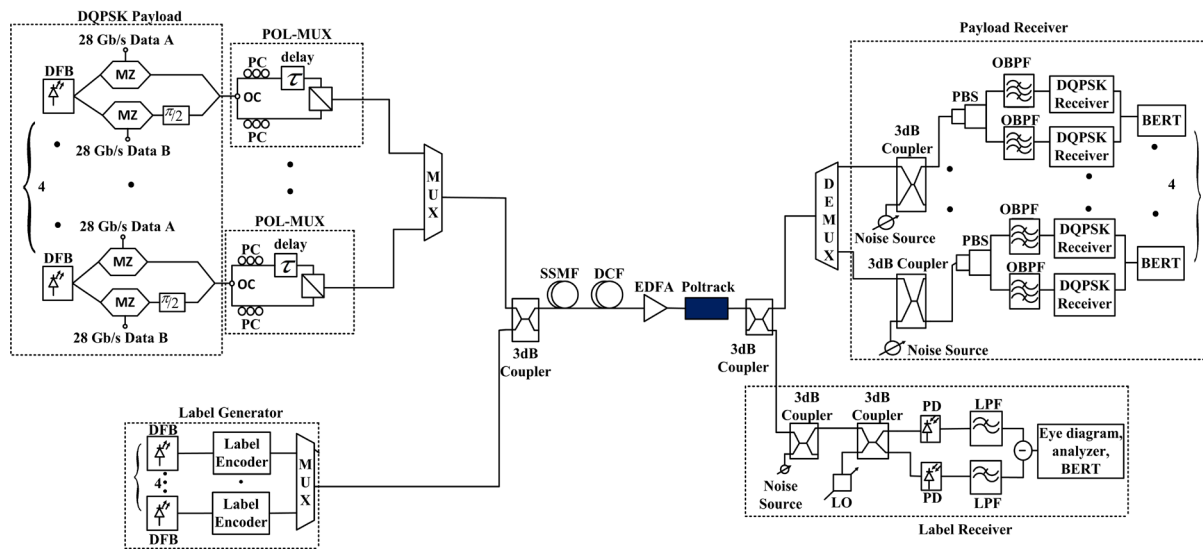 DQPSK Payload
28 Gb/s Data A
DFB
MZ
MZ
π/2
28 Gb/s Data B
4
28 Gb/s Data A
DFB
MZ
MZ
π/2
28 Gb/s Data B
POL-MUX
PC
delay
τ
OC
PC
POL-MUX
PC
delay
τ
OC
PC
MUX
Label Generator
DFB
Label
Encoder
4
Label
Encoder
DFB
MUX
3dB
Coupler
SSMF
DCF
EDFA
Poltrack
3dB
Coupler
DEMUX
Payload Receiver
3dB
Coupler
Noise Source
PBS
OBPF
DQPSK
Receiver
OBPF
DQPSK
Receiver
BERT
4
3dB Coupler
Noise Source
PBS
OBPF
DQPSK
Receiver
OBPF
DQPSK
Receiver
BERT
3dB
Coupler
Noise
Source
3dB
Coupler
LO
PD
LPF
PD
LPF
−
Eye diagram,
analyzer,
BERT
Label Receiver